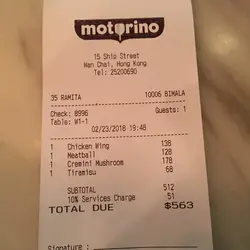 motorino
15 Ship Street
Wan Chai, Hong Kong
Tel: 25200690
35 RAMITA 10006 BIMALA
Check: 8996 Guests: 1
Table: W1-1
02/23/2018 19:48
1 Chicken Wing 138
1 Meatball 128
1 Cremini Mushroom 178
1 Tiramisu 68
SUBTOTAL 512
10% Services Charge 51
TOTAL DUE $563
Signature :